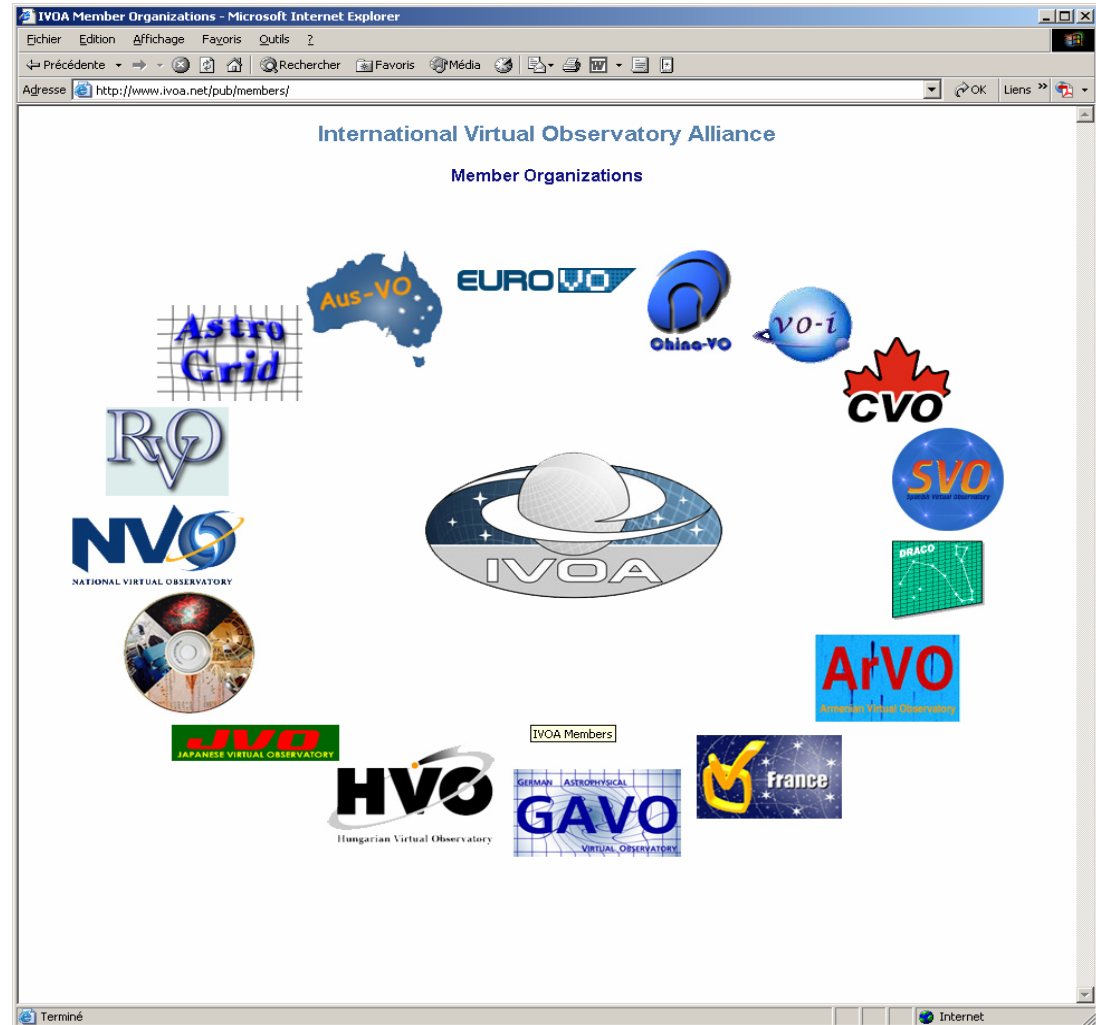 IVOA Member Organizations - Microsoft Internet Explorer
Fichier Edition Affichage Favoris Outils ?
Précédente Rechercher Favoris Média
Adresse http://www.ivoa.net/pub/members/ OK Liens »
International Virtual Observatory Alliance
Member Organizations
Aus-VO
EURO VO
China-VO
vo-i
Astro
Grid
CVO
RVO
SVO
Spanish Virtual Observatory
NVO
NATIONAL VIRTUAL OBSERVATORY
IVOA
DRACO
ArVO
Armenian Virtual Observatory
JVO
JAPANESE VIRTUAL OBSERVATORY
IVOA Members
HVO
Hungarian Virtual Observatory
GERMAN ASTROPHYSICAL
GAVO
VIRTUAL OBSERVATORY
France
Terminé Internet